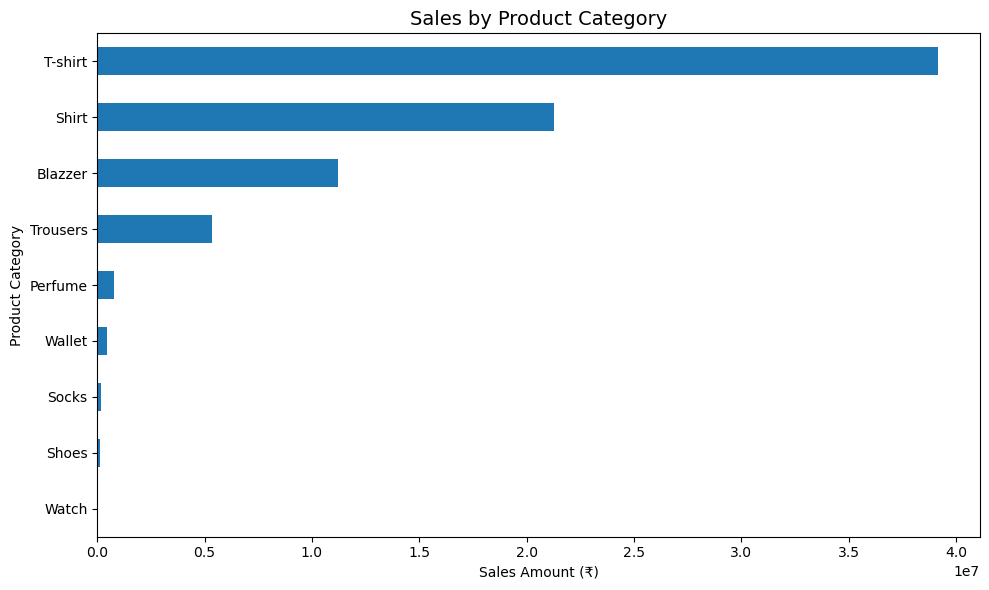 Sales by Product Category
T-shirt
Shirt
Blazzer
Trousers
Perfume
Wallet
Socks
Shoes
Watch
Product Category
0.0 0.5 1.0 1.5 2.0 2.5 3.0 3.5 4.0
1e7
Sales Amount (₹)